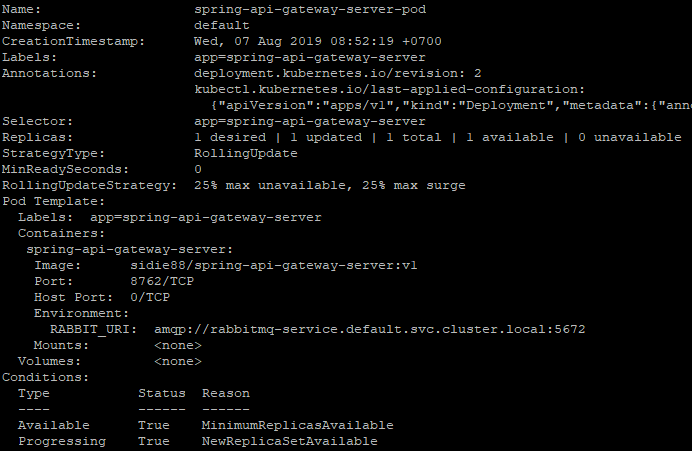 Name:                   spring-api-gateway-server-pod
Namespace:              default
CreationTimestamp:      Wed, 07 Aug 2019 08:52:19 +0700
Labels:                 app=spring-api-gateway-server
Annotations:            deployment.kubernetes.io/revision: 2
                        kubectl.kubernetes.io/last-applied-configuration:
                          {"apiVersion":"apps/v1","kind":"Deployment","metadata":{"anno
Selector:               app=spring-api-gateway-server
Replicas:               1 desired | 1 updated | 1 total | 1 available | 0 unavailable
StrategyType:           RollingUpdate
MinReadySeconds:        0
RollingUpdateStrategy:  25% max unavailable, 25% max surge
Pod Template:
  Labels:  app=spring-api-gateway-server
  Containers:
   spring-api-gateway-server:
    Image:      sidie88/spring-api-gateway-server:v1
    Port:       8762/TCP
    Host Port:  0/TCP
    Environment:
      RABBIT_URI:  amqp://rabbitmq-service.default.svc.cluster.local:5672
    Mounts:        <none>
  Volumes:         <none>
Conditions:
  Type           Status  Reason
  ----           ------  ------
  Available      True    MinimumReplicasAvailable
  Progressing    True    NewReplicaSetAvailable